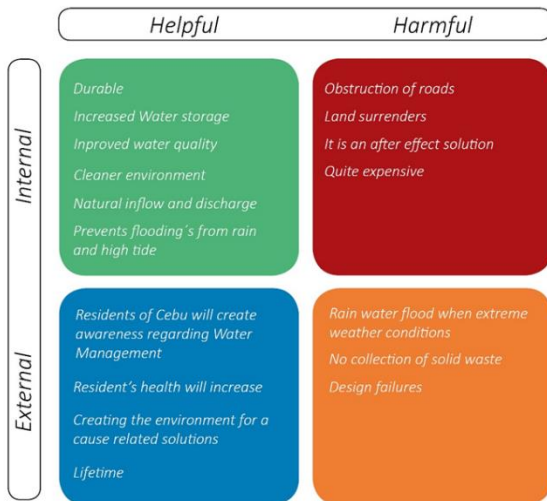 Helpful
Harmful
Internal
Durable
Increased Water storage
Inproved water quality
Cleaner environment
Natural inflow and discharge
Prevents flooding´s from rain
and high tide
Obstruction of roads
Land surrenders
It is an after effect solution
Quite expensive
External
Residents of Cebu will create
awareness regarding Water
Management
Resident’s health will increase
Creating the environment for a
cause related solutions
Lifetime
Rain water flood when extreme
weather conditions
No collection of solid waste
Design failures